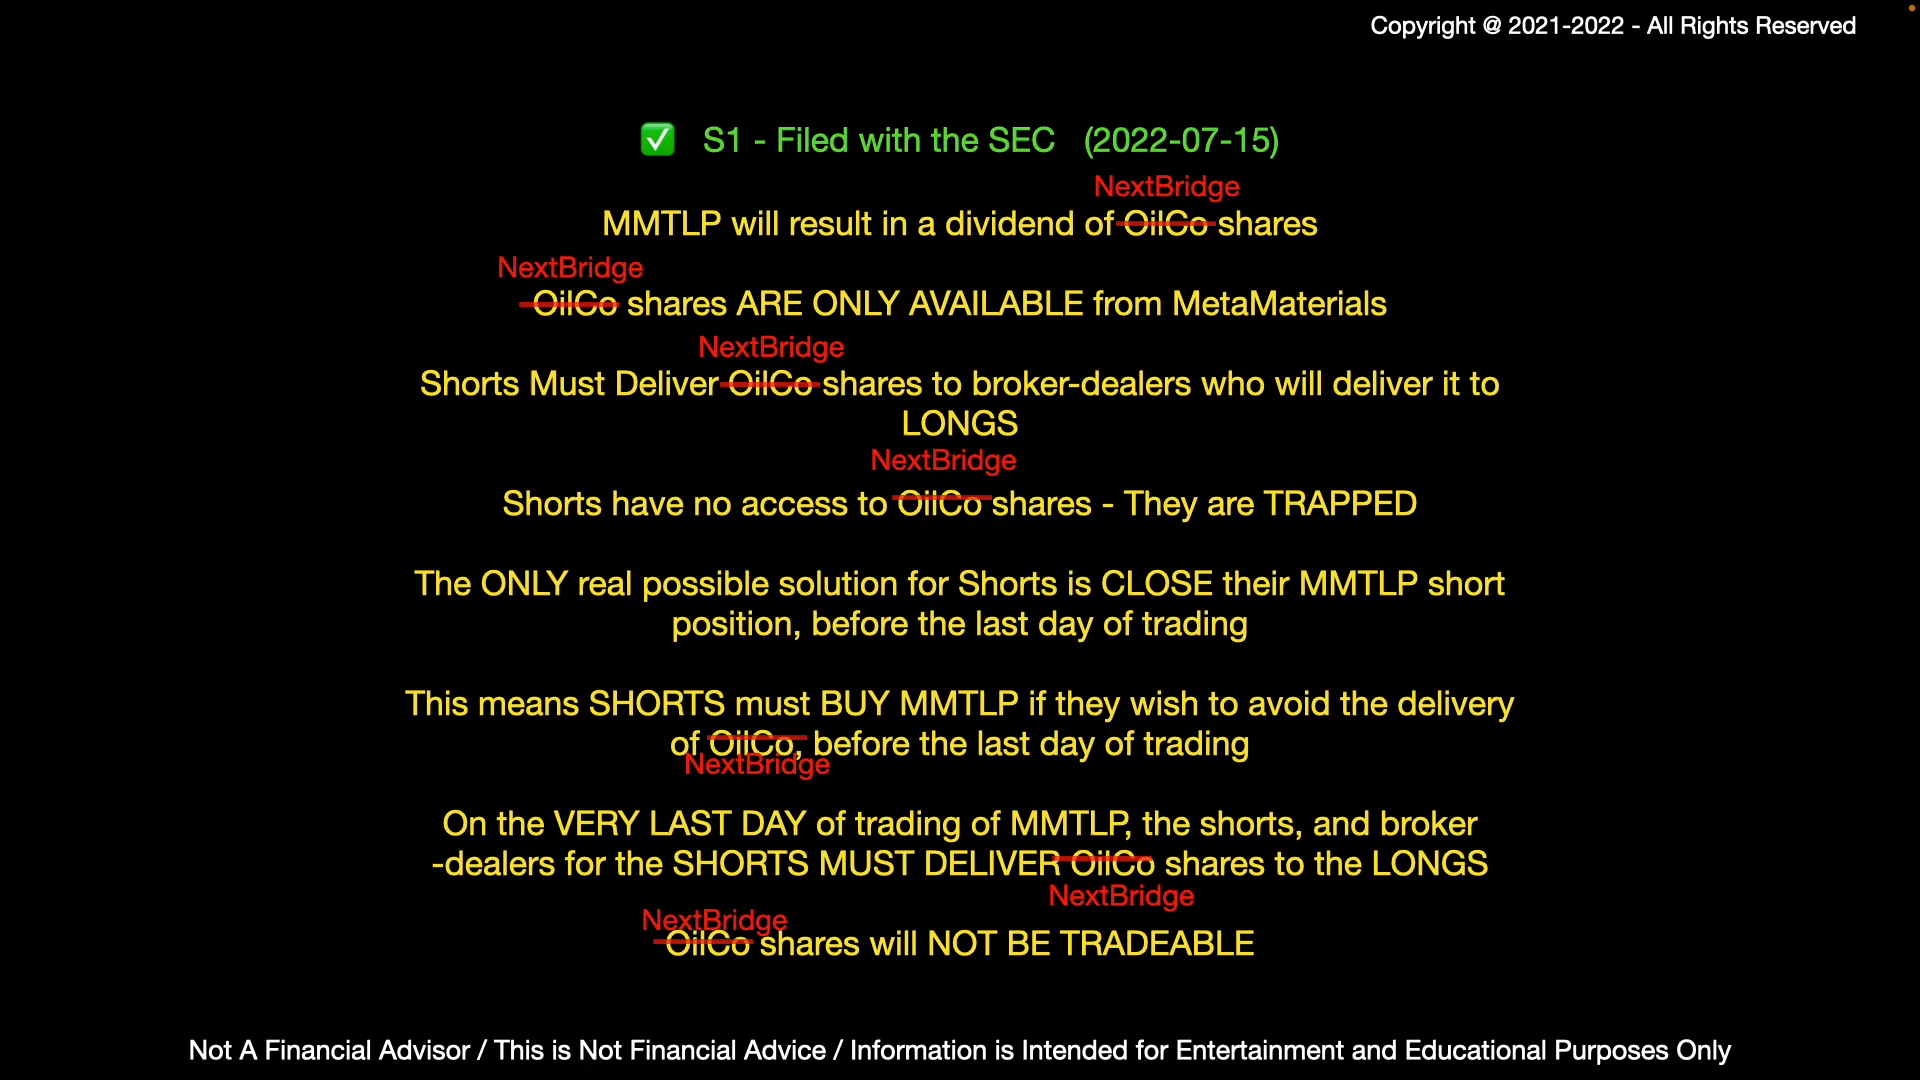 Copyright @ 2021-2022 - All Rights Reserved
✅ S1 - Filed with the SEC (2022-07-15)
NextBridge
MMTLP will result in a dividend of OilCo shares
NextBridge
OilCo shares ARE ONLY AVAILABLE from MetaMaterials
NextBridge
Shorts Must Deliver OilCo shares to broker-dealers who will deliver it to
LONGS
NextBridge
Shorts have no access to OilCo shares - They are TRAPPED
The ONLY real possible solution for Shorts is CLOSE their MMTLP short
position, before the last day of trading
This means SHORTS must BUY MMTLP if they wish to avoid the delivery
of OilCo, before the last day of trading
NextBridge
On the VERY LAST DAY of trading of MMTLP, the shorts, and broker
-dealers for the SHORTS MUST DELIVER OilCo shares to the LONGS
NextBridge
NextBridge
OilCo shares will NOT BE TRADEABLE
Not A Financial Advisor / This is Not Financial Advice / Information is Intended for Entertainment and Educational Purposes Only